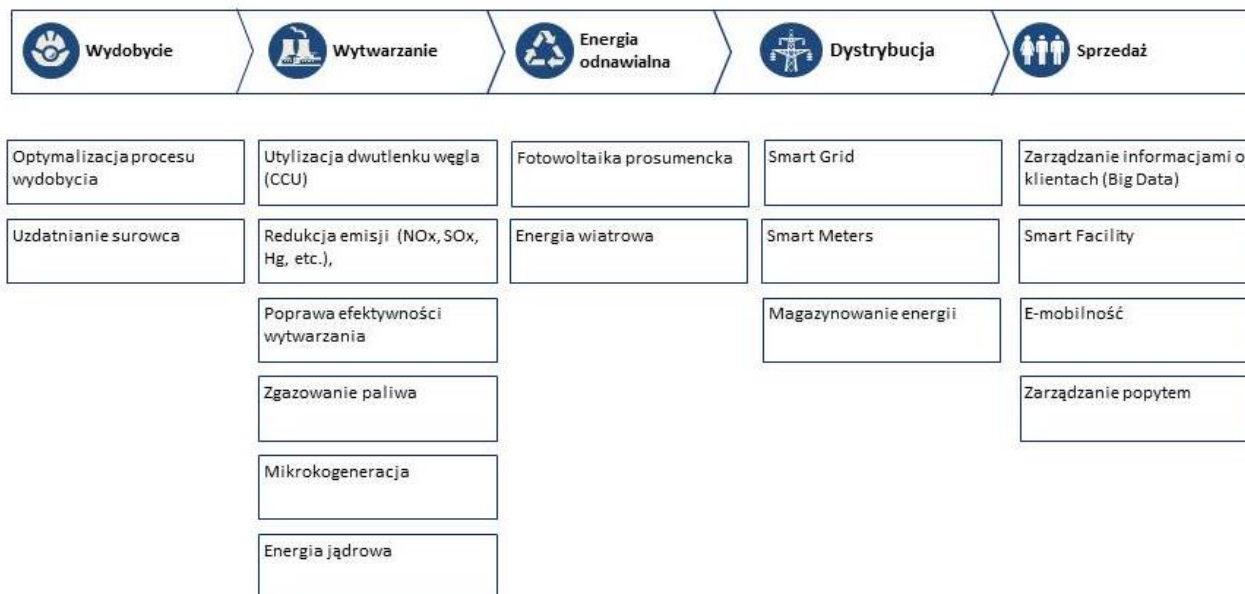 Wydobycie
Wytwarzanie
Energia
odnawialna
Dystrybucja
Sprzedaż
Optymalizacja procesu
wydobycia
Uzdatnianie surowca
Utylizacja dwutlenku węgla
(CCU)
Redukcja emisji (NOx, SOx,
Hg, etc.),
Poprawa efektywności
wytwarzania
Zgazowanie paliwa
Mikrokogeneracja
Energia jądrowa
Fotowoltaika prosumencka
Energia wiatrowa
Smart Grid
Smart Meters
Magazynowanie energii
Zarządzanie informacjami o
klientach (Big Data)
Smart Facility
E-mobilność
Zarządzanie popytem